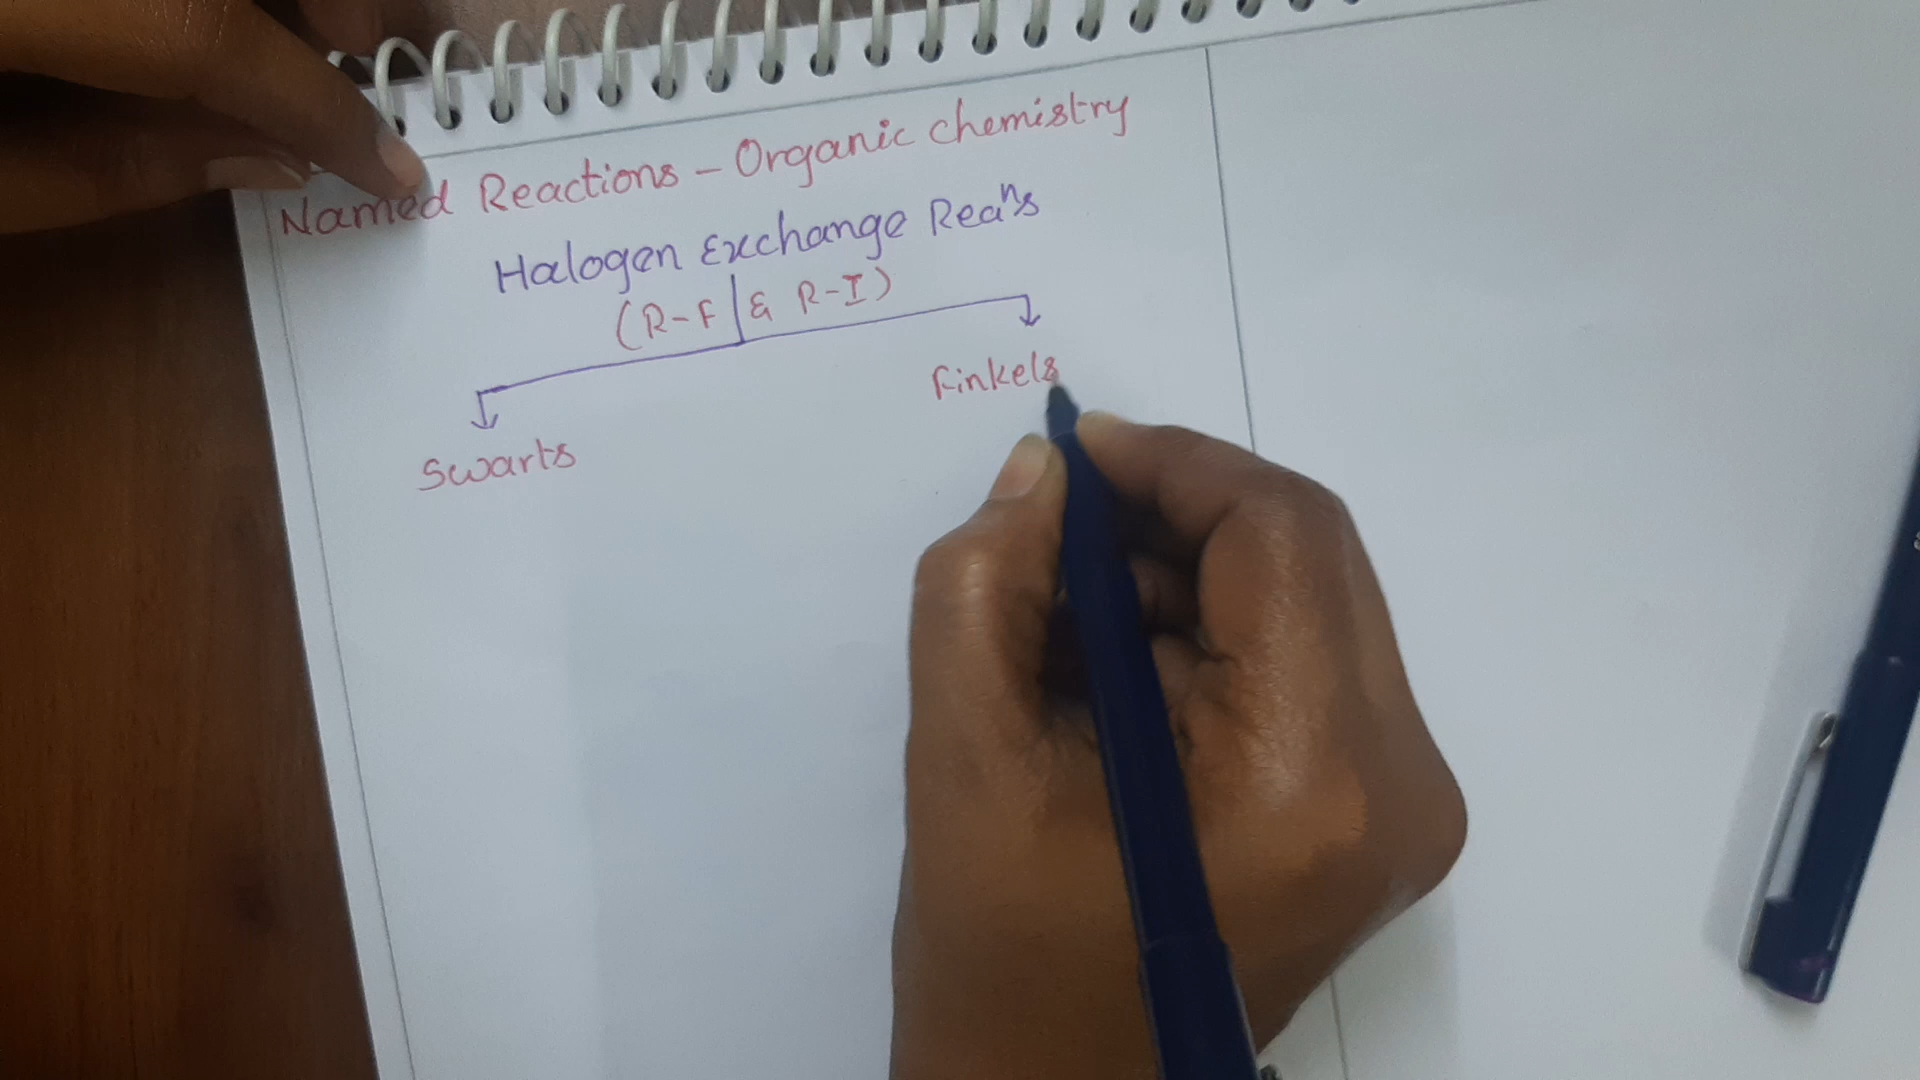 Named Reactions - Organic chemistry
Halogen Exchange Reaⁿs
(R-F & R-I)
Finkels
Swarts